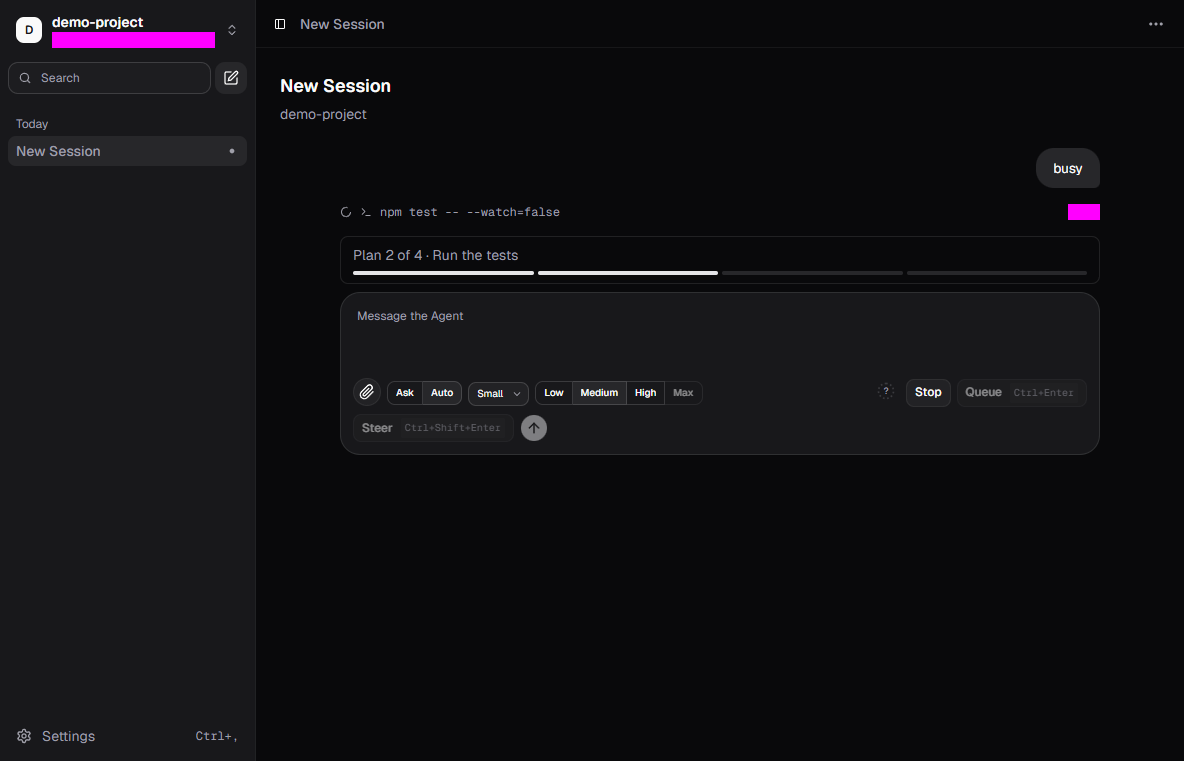 D
demo-project
Search
Today
New Session
Settings
Ctrl+,
New Session
New Session
demo-project
busy
npm test -- --watch=false
Plan 2 of 4 · Run the tests
Message the Agent
Ask Auto Small Low Medium High Max ? Stop Queue Ctrl+Enter
Steer Ctrl+Shift+Enter